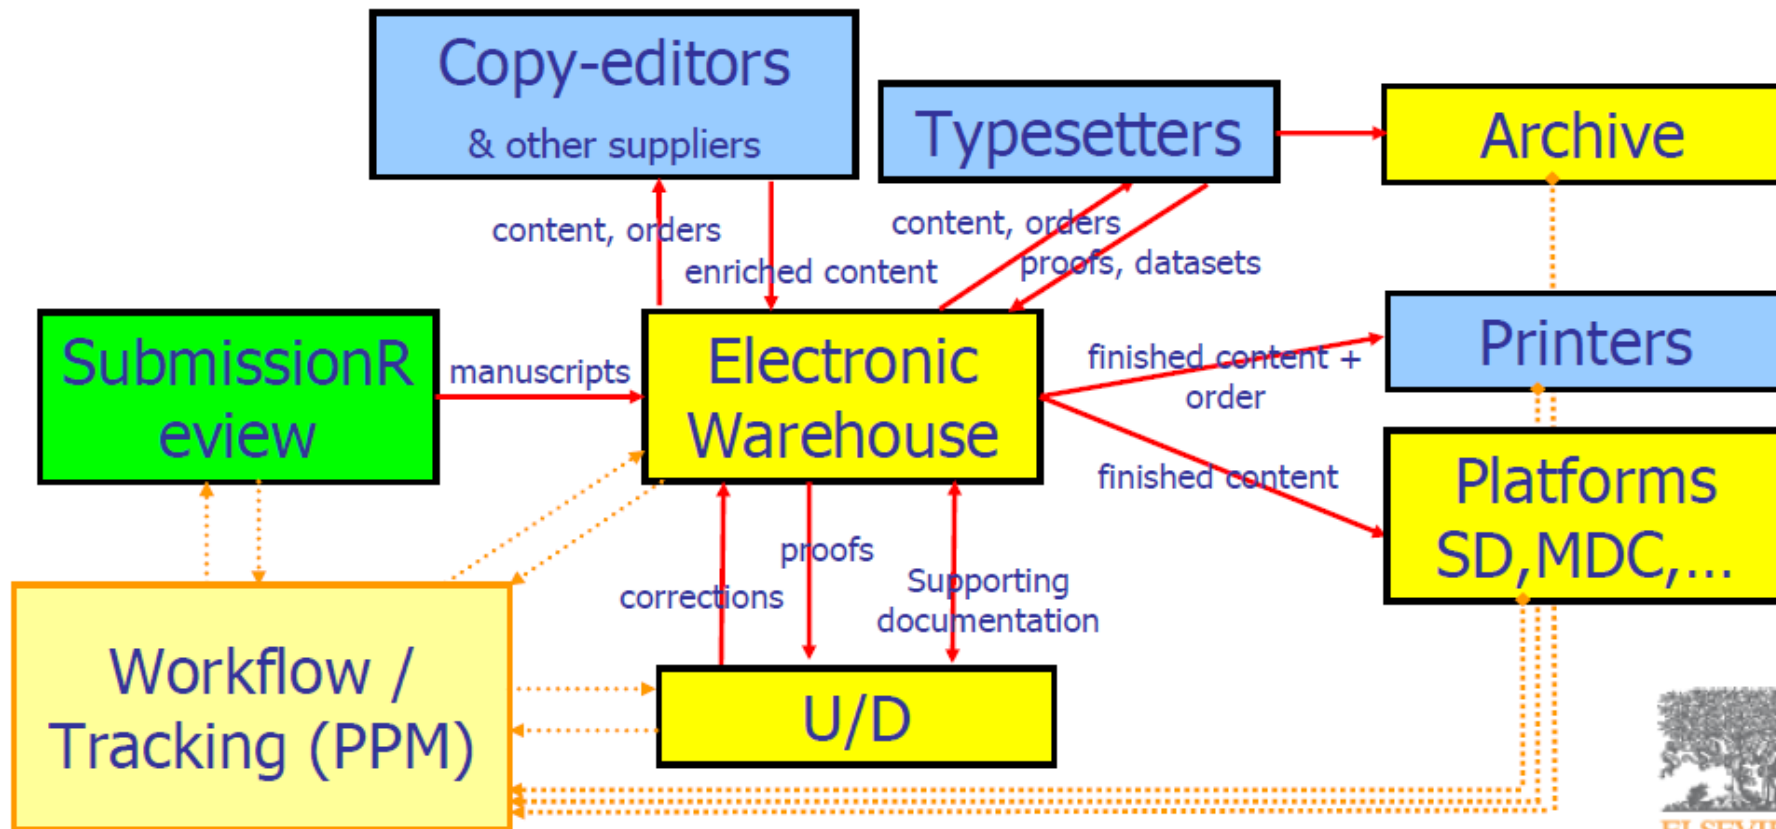 Copy-editors
& other suppliers
Typesetters
Archive
content, orders
enriched content
content, orders
proofs, datasets
SubmissionR
eview
manuscripts
Electronic
Warehouse
finished content +
order
Printers
finished content
Platforms
SD,MDC,...
proofs
corrections
Supporting
documentation
Workflow /
Tracking (PPM)
U/D